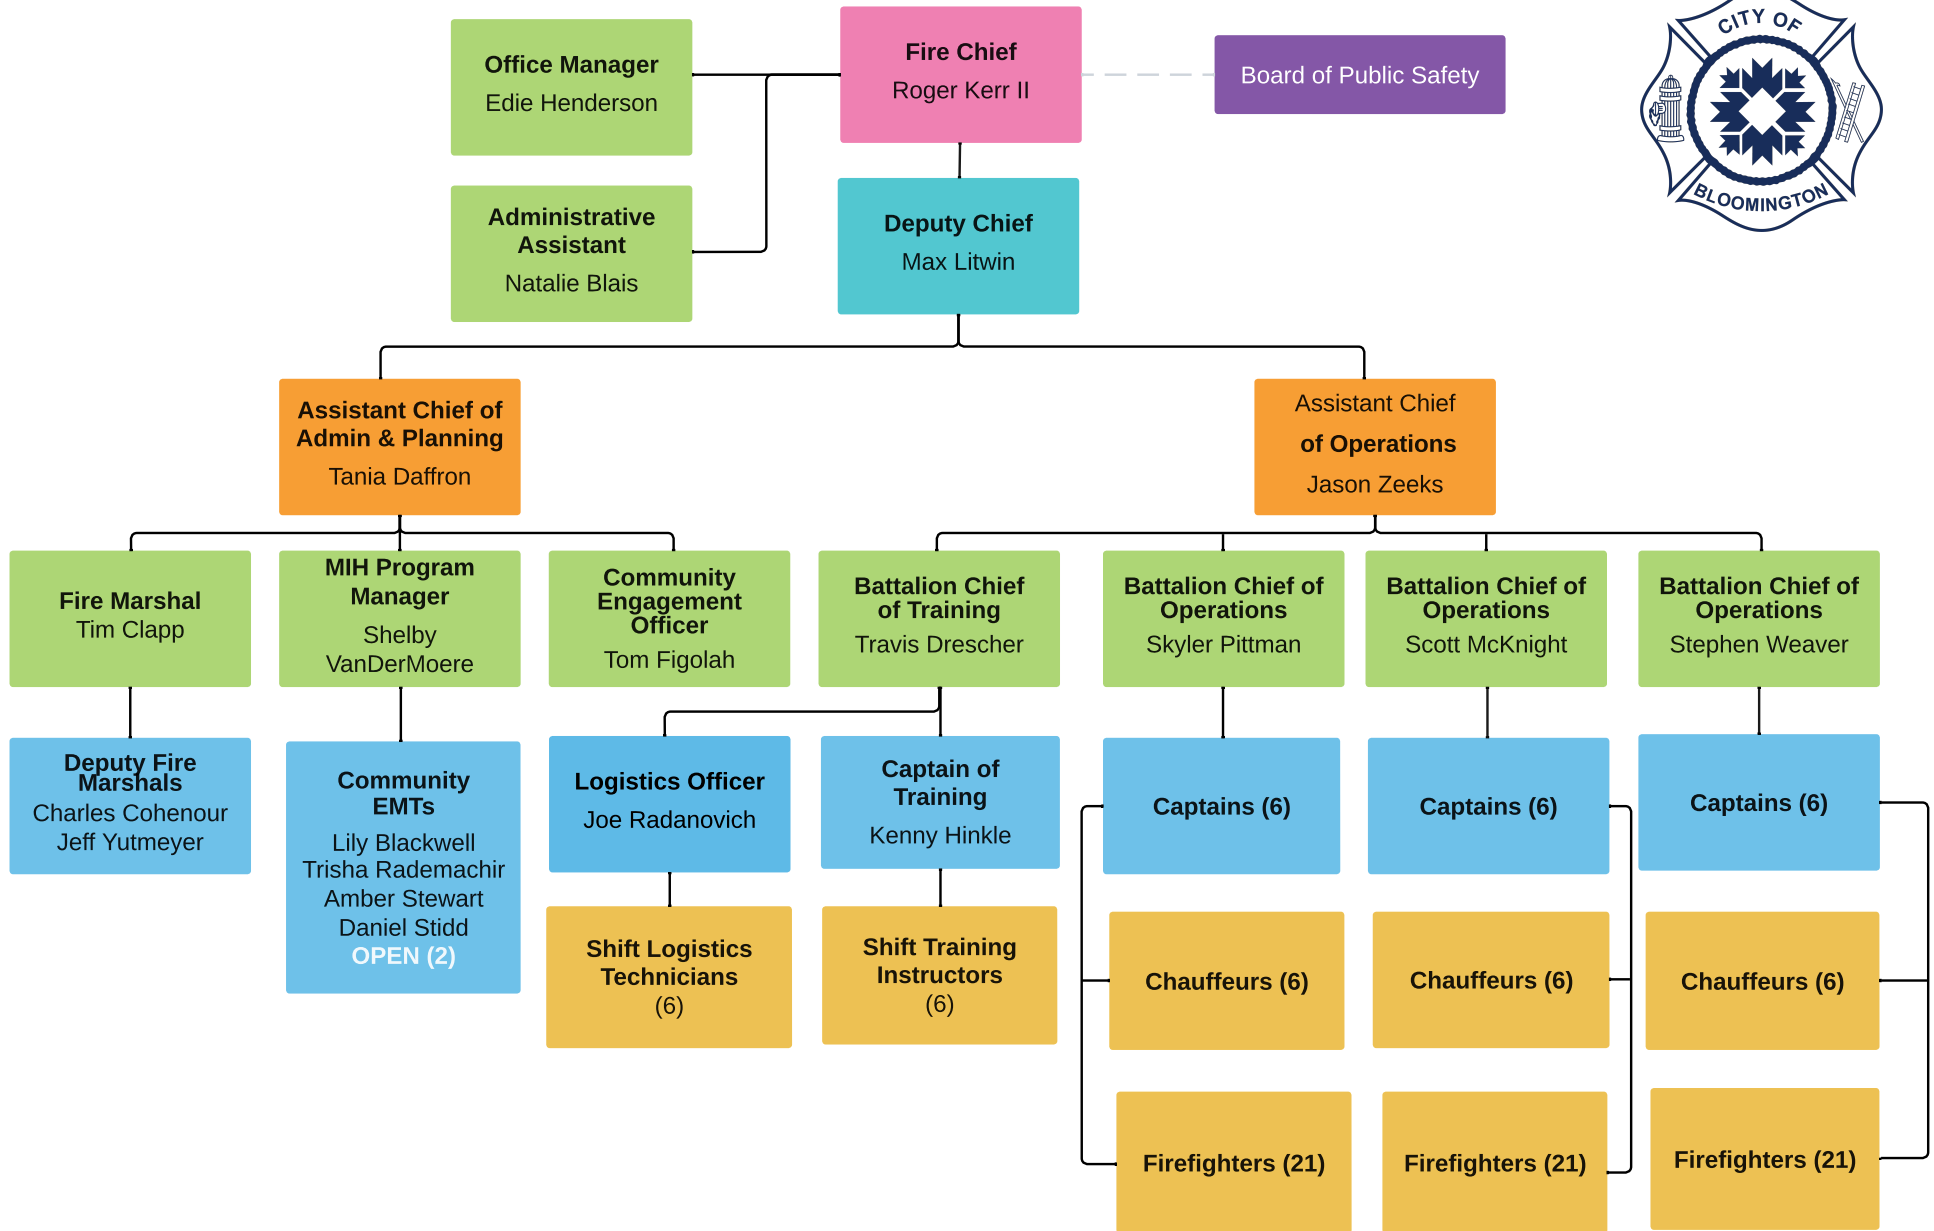 CITY OF
BLOOMINGTON
Office Manager
Edie Henderson
Fire Chief
Roger Kerr II
Board of Public Safety
Administrative
Assistant
Natalie Blais
Deputy Chief
Max Litwin
Assistant Chief of
Admin & Planning
Tania Daffron
Assistant Chief
of Operations
Jason Zeeks
Fire Marshal
Tim Clapp
MIH Program
Manager
Shelby
VanDerMoere
Community
Engagement
Officer
Tom Figolah
Battalion Chief
of Training
Travis Drescher
Battalion Chief of
Operations
Skyler Pittman
Battalion Chief of
Operations
Scott McKnight
Battalion Chief of
Operations
Stephen Weaver
Deputy Fire
Marshals
Charles Cohenour
Jeff Yutmeyer
Community
EMTs
Lily Blackwell
Trisha Rademachir
Amber Stewart
Daniel Stidd
OPEN (2)
Logistics Officer
Joe Radanovich
Captain of
Training
Kenny Hinkle
Captains (6)
Captains (6)
Captains (6)
Shift Logistics
Technicians
(6)
Shift Training
Instructors
(6)
Chauffeurs (6)
Chauffeurs (6)
Chauffeurs (6)
Firefighters (21)
Firefighters (21)
Firefighters (21)